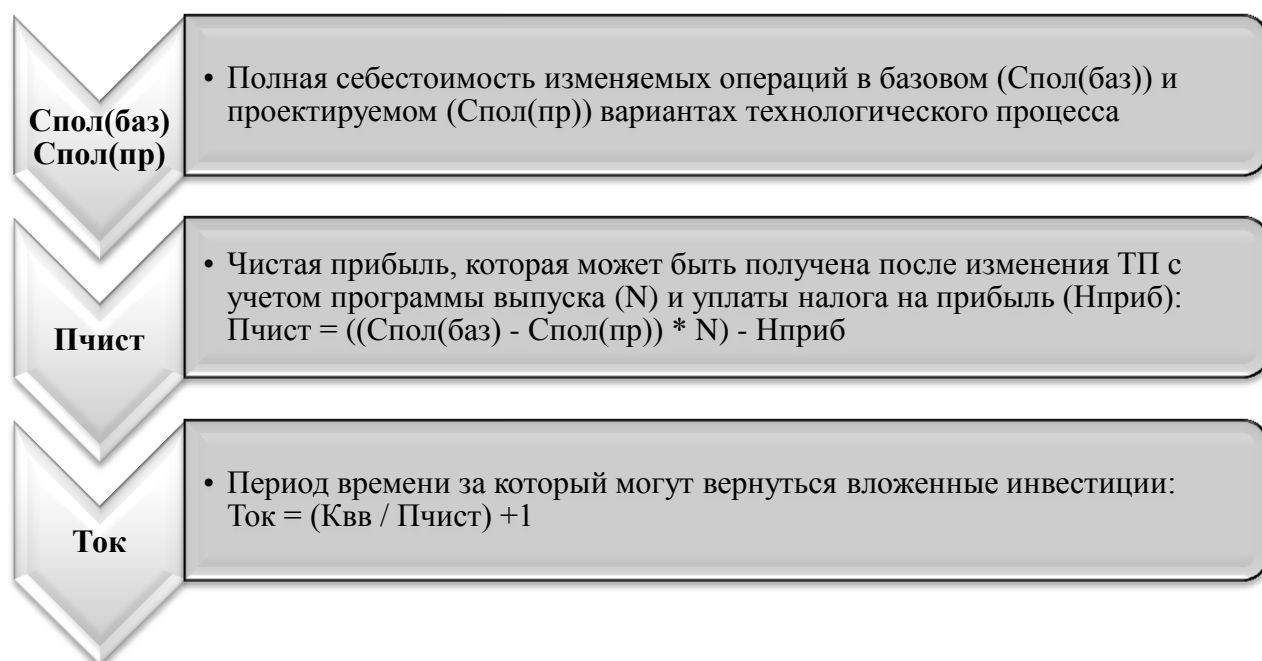 Спол(баз)
Спол(пр)
• Полная себестоимость изменяемых операций в базовом (Спол(баз)) и
проектируемом (Спол(пр)) вариантах технологического процесса
Пчист
• Чистая прибыль, которая может быть получена после изменения ТП с
учетом программы выпуска (N) и уплаты налога на прибыль (Нприб):
Пчист = ((Спол(баз) - Спол(пр)) * N) - Нприб
Ток
• Период времени за который могут вернуться вложенные инвестиции:
Ток = (Квв / Пчист) +1